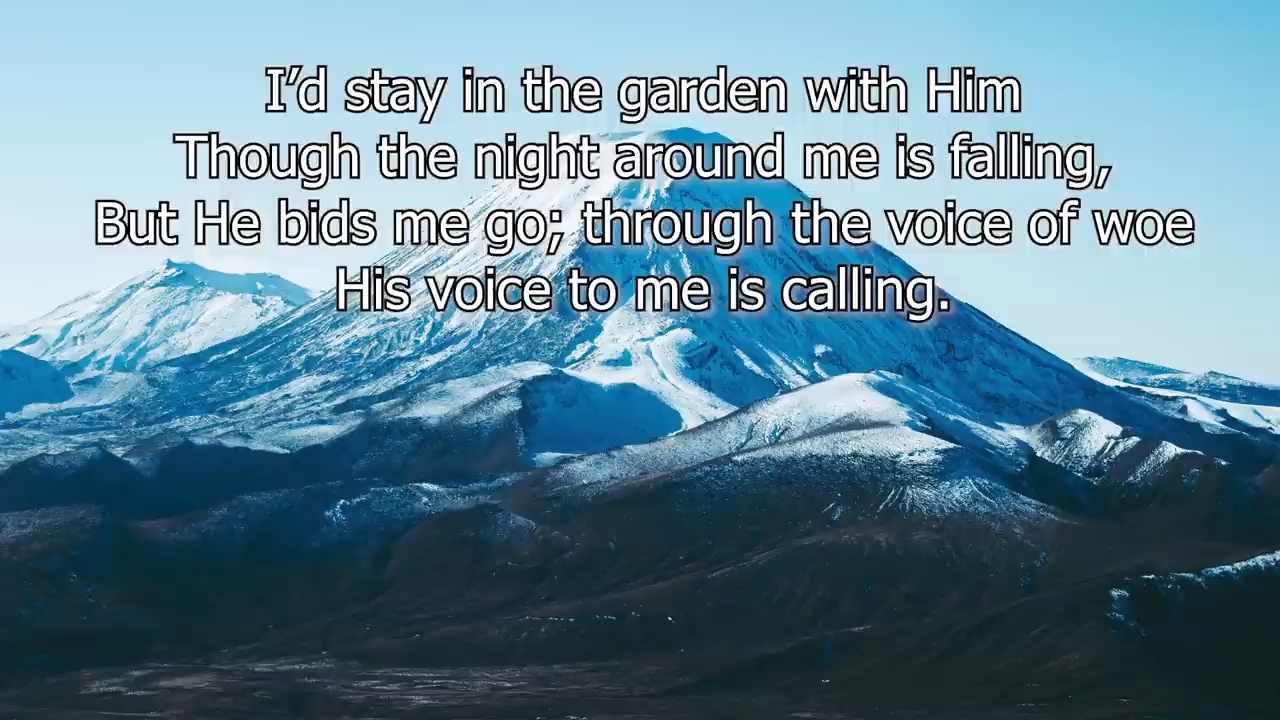 I’d stay in the garden with Him
Though the night around me is falling,
But He bids me go; through the voice of woe
His voice to me is calling.